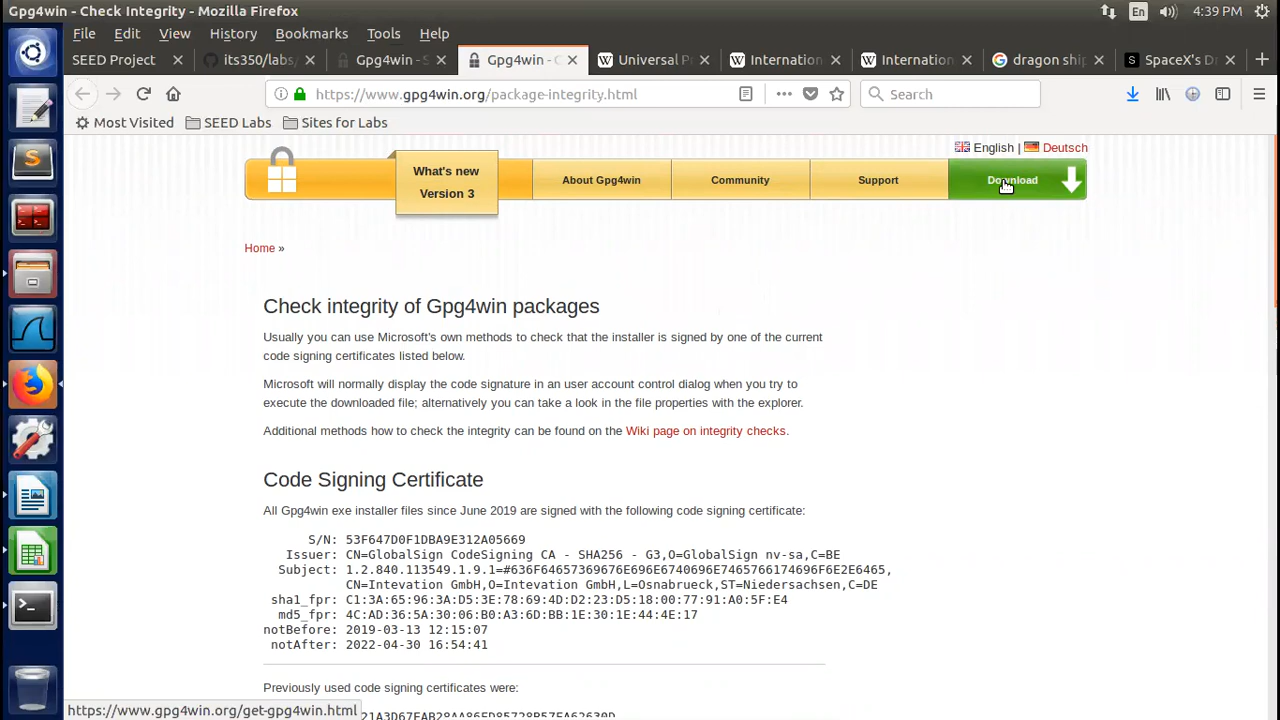 Gpg4win - Check Integrity - Mozilla Firefox
En
4:39 PM
File Edit View History Bookmarks Tools Help
SEED Project
its350/labs/
Gpg4win - S
Gpg4win - C
Universal P
Internation
Internation
dragon ship
SpaceX's D
https://www.gpg4win.org/package-integrity.html
Search
Most Visited
SEED Labs
Sites for Labs
English | Deutsch
What's new
Version 3
About Gpg4win
Community
Support
Download
Home »
Check integrity of Gpg4win packages
Usually you can use Microsoft's own methods to check that the installer is signed by one of the current
code signing certificates listed below.
Microsoft will normally display the code signature in an user account control dialog when you try to
execute the downloaded file; alternatively you can take a look in the file properties with the explorer.
Additional methods how to check the integrity can be found on the Wiki page on integrity checks.
Code Signing Certificate
All Gpg4win exe installer files since June 2019 are signed with the following code signing certificate:
S/N: 53F647D0F1DBA9E312A05669
Issuer: CN=GlobalSign CodeSigning CA - SHA256 - G3,O=GlobalSign nv-sa,C=BE
Subject: 1.2.840.113549.1.9.1=#636F64657369676E696E6740696E7465766174696F6E2E6465,
CN=Intevation GmbH,O=Intevation GmbH,L=Osnabrueck,ST=Niedersachsen,C=DE
sha1_fpr: C1:3A:65:96:3A:D5:3E:78:69:4D:D2:23:D5:18:00:77:91:A0:5F:E4
md5_fpr: 4C:AD:36:5A:30:06:B0:A3:6D:BB:1E:30:1E:44:4E:17
notBefore: 2019-03-13 12:15:07
notAfter: 2022-04-30 16:54:41
Previously used code signing certificates were:
https://www.gpg4win.org/get-gpg4win.html